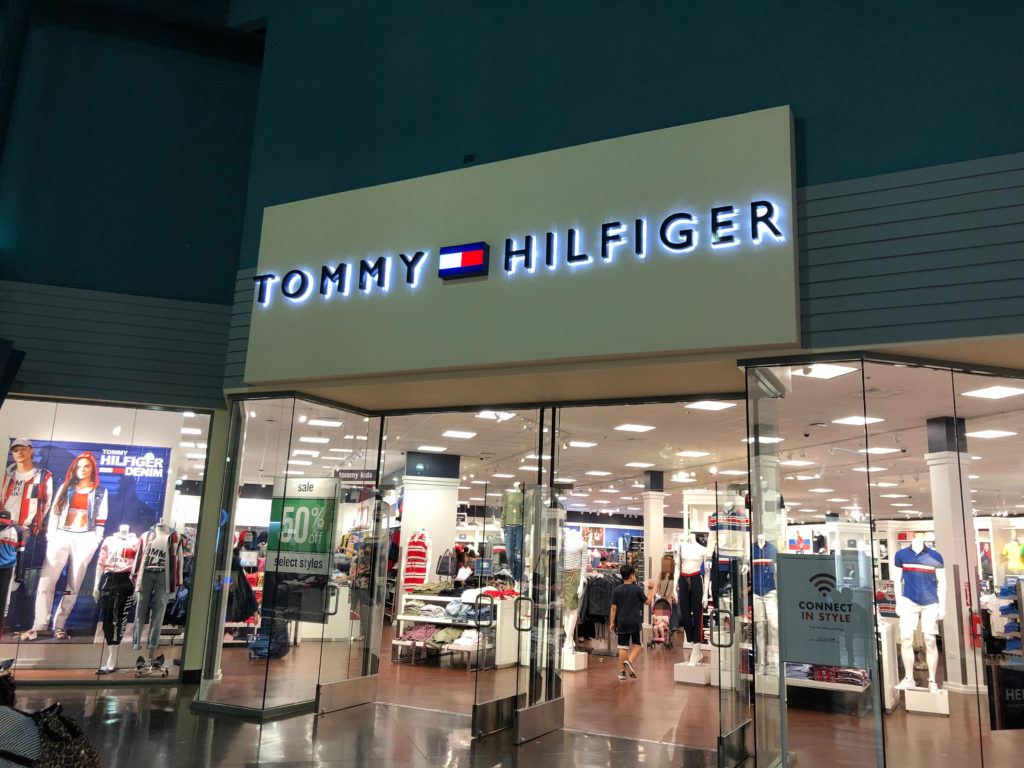 TOMMY HILFIGER
TOMMY
HILFIGER
DENIM
tommy kids
sale
50%
off
select styles
CONNECT
IN STYLE